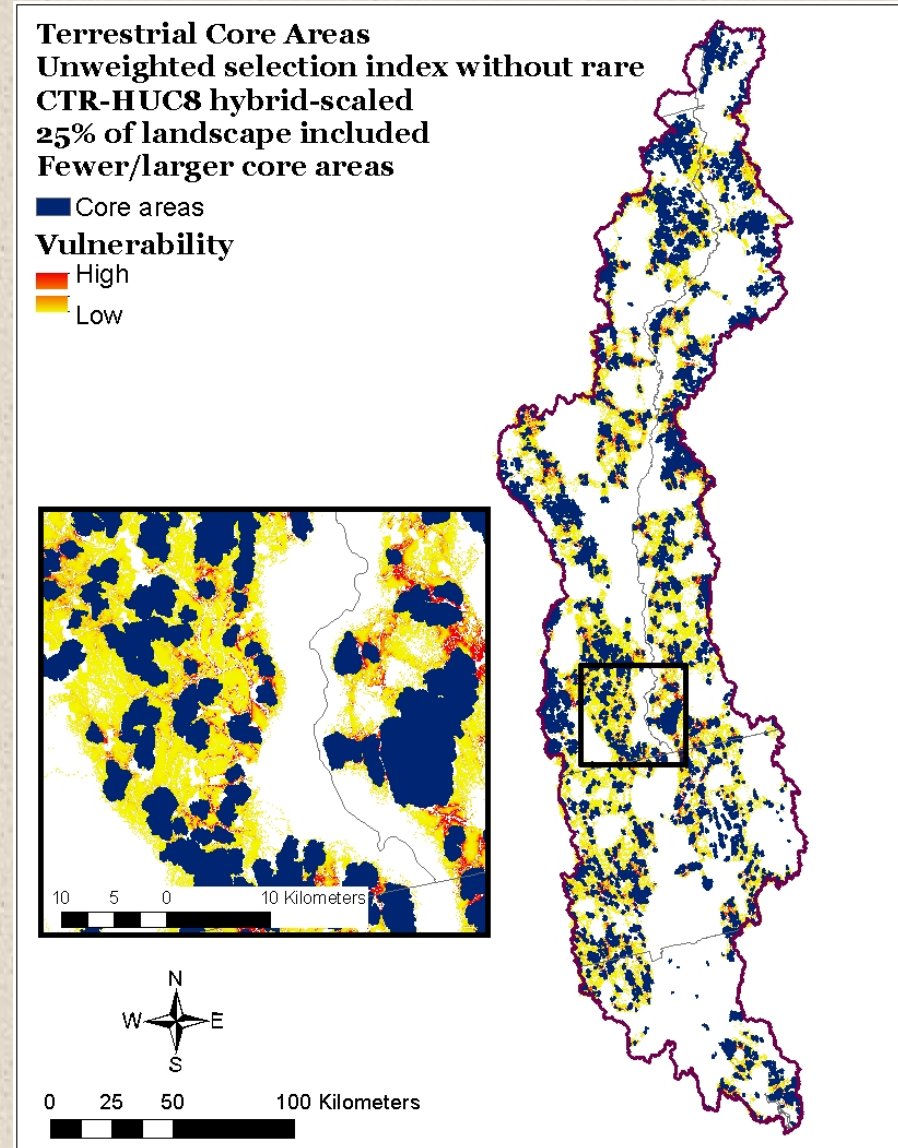 Terrestrial Core Areas
Unweighted selection index without rare
CTR-HUC8 hybrid-scaled
25% of landscape included
Fewer/larger core areas
Core areas
Vulnerability
High
Low
10 5 0 10 Kilometers
N
W E
S
0 25 50 100 Kilometers